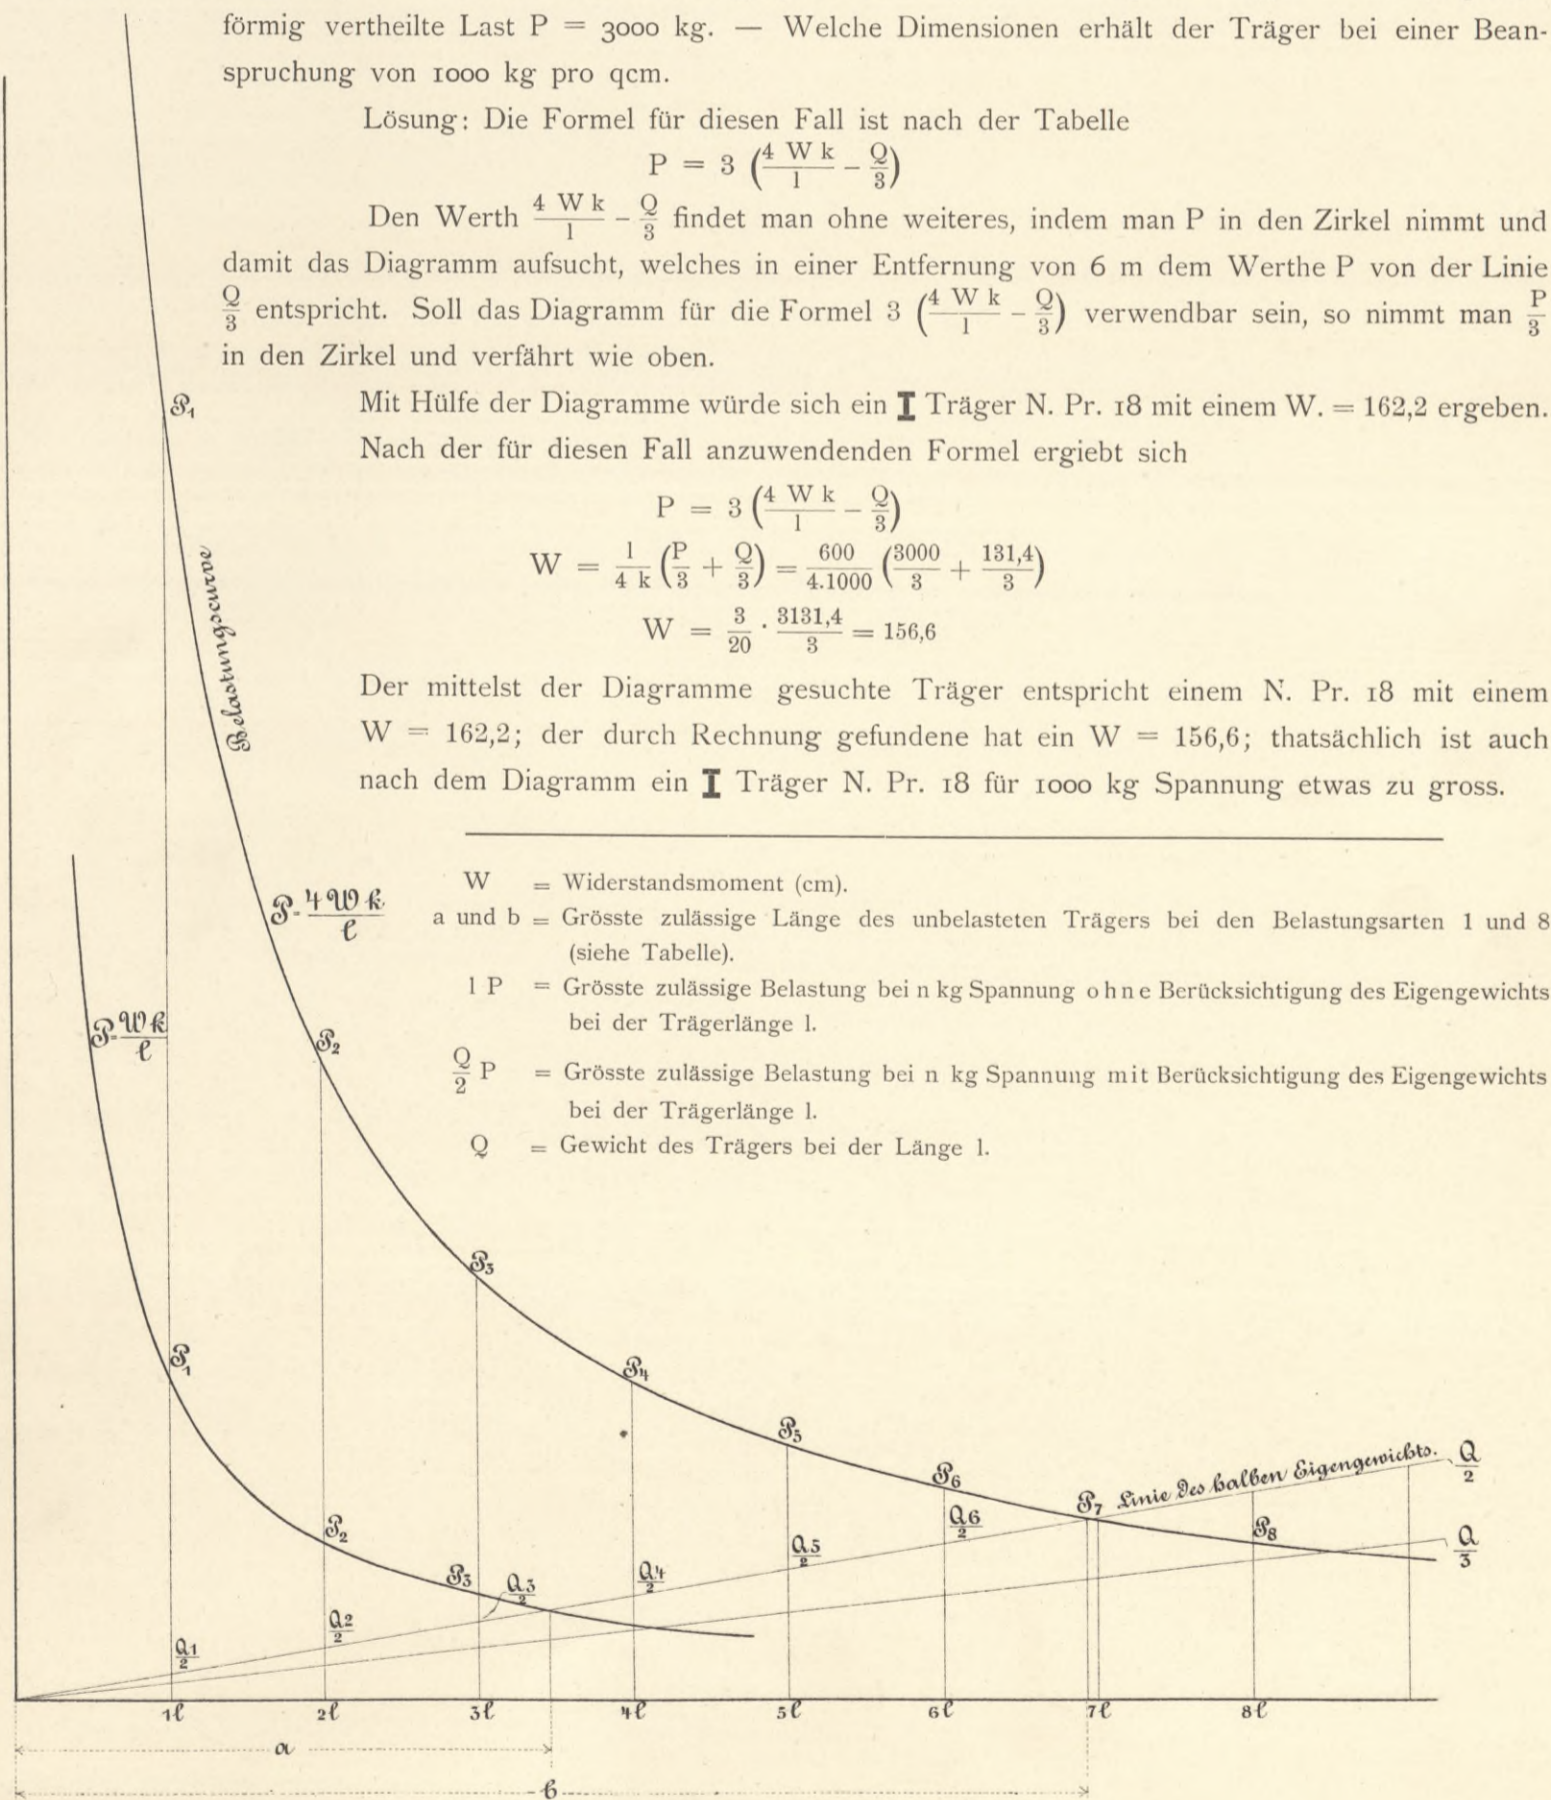 förmig vertheilte Last P = 3000 kg. — Welche Dimensionen erhält der Träger bei einer Bean-
spruchung von 1000 kg pro qcm.
Lösung: Die Formel für diesen Fall ist nach der Tabelle
P = 3 (4 W k/l − Q/3)
Den Werth 4 W k/l − Q/3 findet man ohne weiteres, indem man P in den Zirkel nimmt und
damit das Diagramm aufsucht, welches in einer Entfernung von 6 m dem Werthe P von der Linie
Q/3 entspricht. Soll das Diagramm für die Formel 3 (4 W k/l − Q/3) verwendbar sein, so nimmt man P/3
in den Zirkel und verfährt wie oben.
Mit Hülfe der Diagramme würde sich ein I Träger N. Pr. 18 mit einem W. = 162,2 ergeben.
Nach der für diesen Fall anzuwendenden Formel ergiebt sich
P = 3 (4 W k/l − Q/3)
W = l/4 k (P/3 + Q/3) = 600/4.1000 (3000/3 + 131,4/3)
W = 3/20 · 3131,4/3 = 156,6
Der mittelst der Diagramme gesuchte Träger entspricht einem N. Pr. 18 mit einem
W = 162,2; der durch Rechnung gefundene hat ein W = 156,6; thatsächlich ist auch
nach dem Diagramm ein I Träger N. Pr. 18 für 1000 kg Spannung etwas zu gross.
W = Widerstandsmoment (cm).
a und b = Grösste zulässige Länge des unbelasteten Trägers bei den Belastungsarten 1 und 8
(siehe Tabelle).
l P = Grösste zulässige Belastung bei n kg Spannung ohne Berücksichtigung des Eigengewichts
bei der Trägerlänge l.
Q/2 P = Grösste zulässige Belastung bei n kg Spannung mit Berücksichtigung des Eigengewichts
bei der Trägerlänge l.
Q = Gewicht des Trägers bei der Länge l.
P1
Belastungscurve
P=4Wk/l
P=Wk/l
P2
P3
P1
P4
P5
P6
P7
Linie des halben Eigengewichts.
Q/2
P8
Q/3
P2
P3
Q1/2
Q2/2
Q3/2
Q4/2
Q5/2
Q6/2
1l 2l 3l 4l 5l 6l 7l 8l
a
b